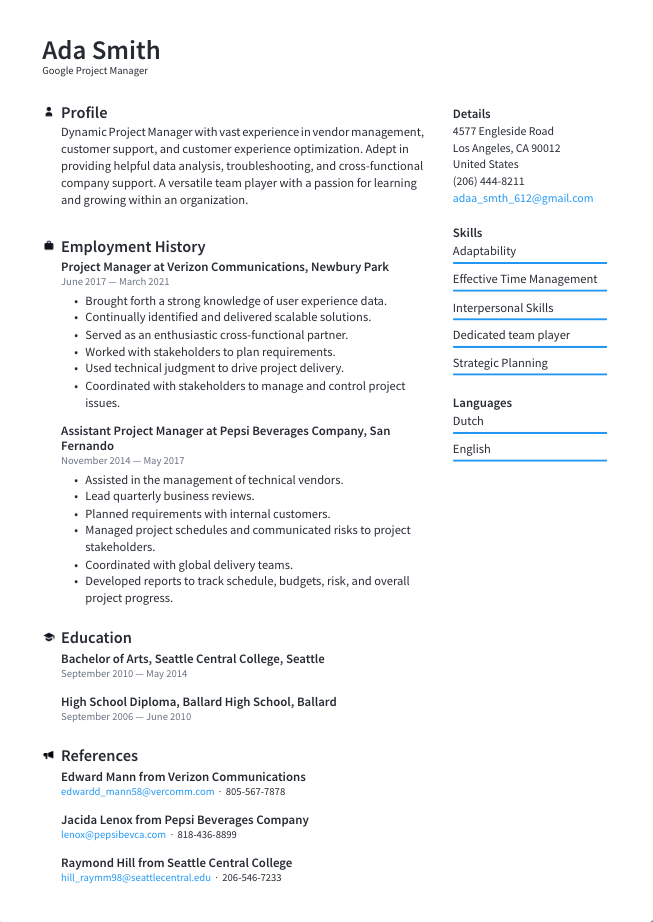 Ada Smith
Google Project Manager
Profile
Dynamic Project Manager with vast experience in vendor management,
customer support, and customer experience optimization. Adept in
providing helpful data analysis, troubleshooting, and cross-functional
company support. A versatile team player with a passion for learning
and growing within an organization.
Employment History
Project Manager at Verizon Communications, Newbury Park
June 2017 — March 2021
• Brought forth a strong knowledge of user experience data.
• Continually identified and delivered scalable solutions.
• Served as an enthusiastic cross-functional partner.
• Worked with stakeholders to plan requirements.
• Used technical judgment to drive project delivery.
• Coordinated with stakeholders to manage and control project
issues.
Assistant Project Manager at Pepsi Beverages Company, San
Fernando
November 2014 — May 2017
• Assisted in the management of technical vendors.
• Lead quarterly business reviews.
• Planned requirements with internal customers.
• Managed project schedules and communicated risks to project
stakeholders.
• Coordinated with global delivery teams.
• Developed reports to track schedule, budgets, risk, and overall
project progress.
Education
Bachelor of Arts, Seattle Central College, Seattle
September 2010 — May 2014
High School Diploma, Ballard High School, Ballard
September 2006 — June 2010
References
Edward Mann from Verizon Communications
edwardd_mann58@vercomm.com · 805-567-7878
Jacida Lenox from Pepsi Beverages Company
lenox@pepsibevca.com · 818-436-8899
Raymond Hill from Seattle Central College
hill_raymm98@seattlecentral.edu · 206-546-7233
Details
4577 Engleside Road
Los Angeles, CA 90012
United States
(206) 444-8211
adaa_smth_612@gmail.com
Skills
Adaptability
Effective Time Management
Interpersonal Skills
Dedicated team player
Strategic Planning
Languages
Dutch
English